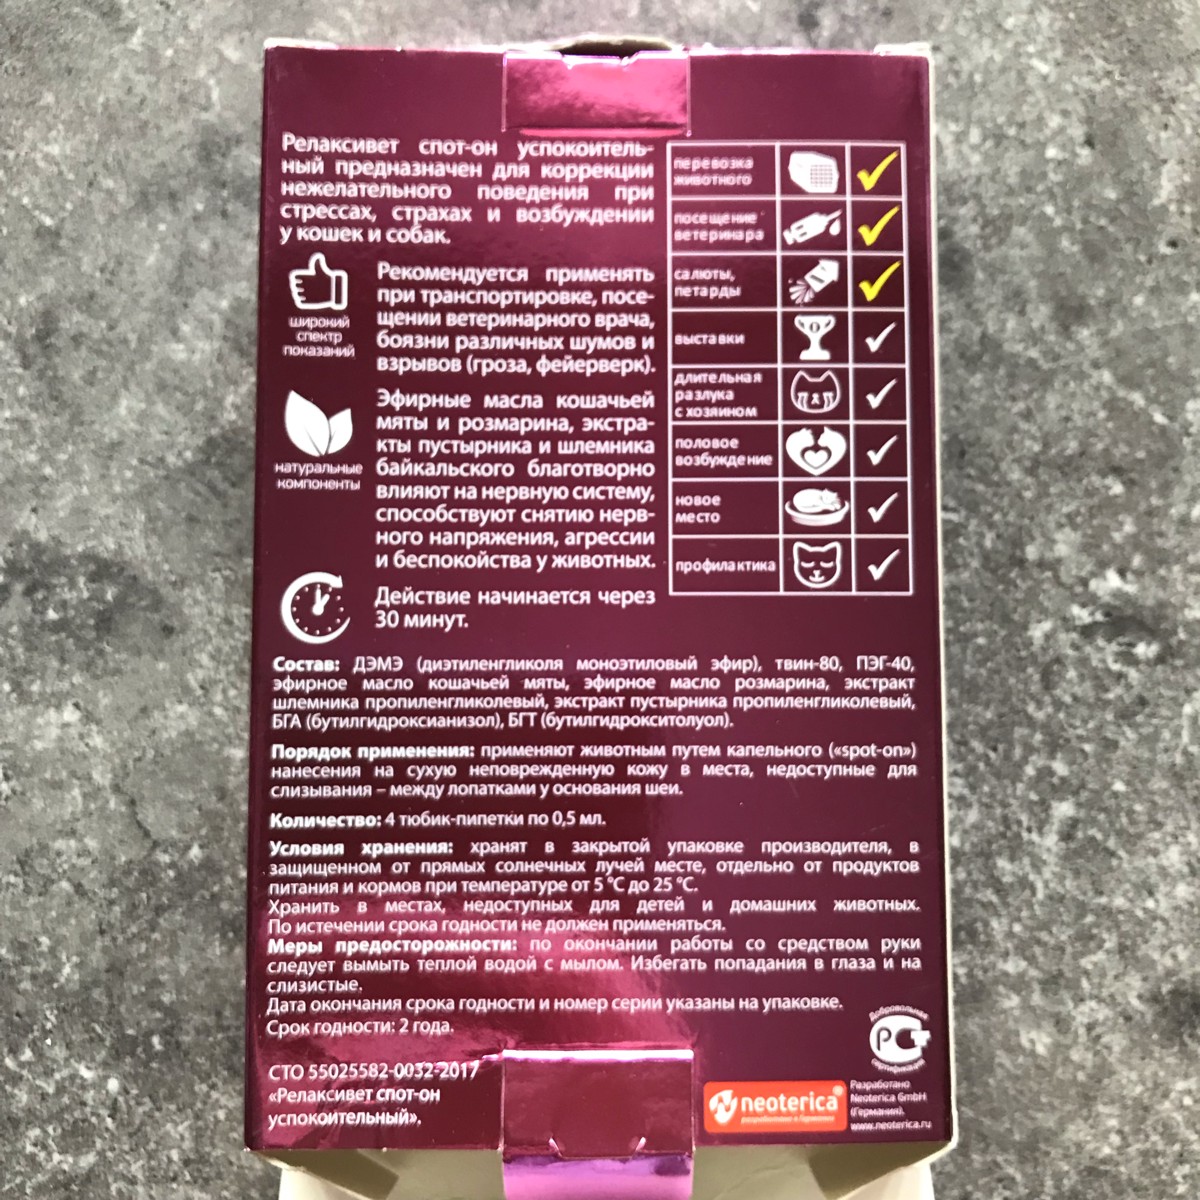 Релаксивет спот-он успокоитель-
ный предназначен для коррекции
нежелательного поведения при
стрессах, страхах и возбуждении
у кошек и собак.
широкий
спектр
показаний
Рекомендуется применять
при транспортировке, посе-
щении ветеринарного врача,
боязни различных шумов и
взрывов (гроза, фейерверк).
натуральные
компоненты
Эфирные масла кошачьей
мяты и розмарина, экстра-
кты пустырника и шлемника
байкальского благотворно
влияют на нервную систему,
способствуют снятию нерв-
ного напряжения, агрессии
и беспокойства у животных.
Действие начинается через
30 минут.
перевозка
животного
посещение
ветеринара
салюты,
петарды
выставки
длительная
разлука
с хозяином
половое
возбуждение
новое
место
профилактика
Состав: ДЭМЭ (диэтиленгликоля моноэтиловый эфир), твин-80, ПЭГ-40,
эфирное масло кошачьей мяты, эфирное масло розмарина, экстракт
шлемника пропиленгликолевый, экстракт пустырника пропиленгликолевый,
БГА (бутилгидроксианизол), БГТ (бутилгидрокситолуол).
Порядок применения: применяют животным путем капельного («spot-on»)
нанесения на сухую неповрежденную кожу в места, недоступные для
слизывания – между лопатками у основания шеи.
Количество: 4 тюбик-пипетки по 0,5 мл.
Условия хранения: хранят в закрытой упаковке производителя, в
защищенном от прямых солнечных лучей месте, отдельно от продуктов
питания и кормов при температуре от 5 °C до 25 °C.
Хранить в местах, недоступных для детей и домашних животных.
По истечении срока годности не должен применяться.
Меры предосторожности: по окончании работы со средством руки
следует вымыть теплой водой с мылом. Избегать попадания в глаза и на
слизистые.
Дата окончания срока годности и номер серии указаны на упаковке.
Срок годности: 2 года.
СТО 55025582-0032-2017
«Релаксивет спот-он
успокоительный».
Добровольная
РСТ
сертификация
neoterica
разработано в Германии
Разработано
Neoterica GmbH
(Германия).
www.neoterica.ru